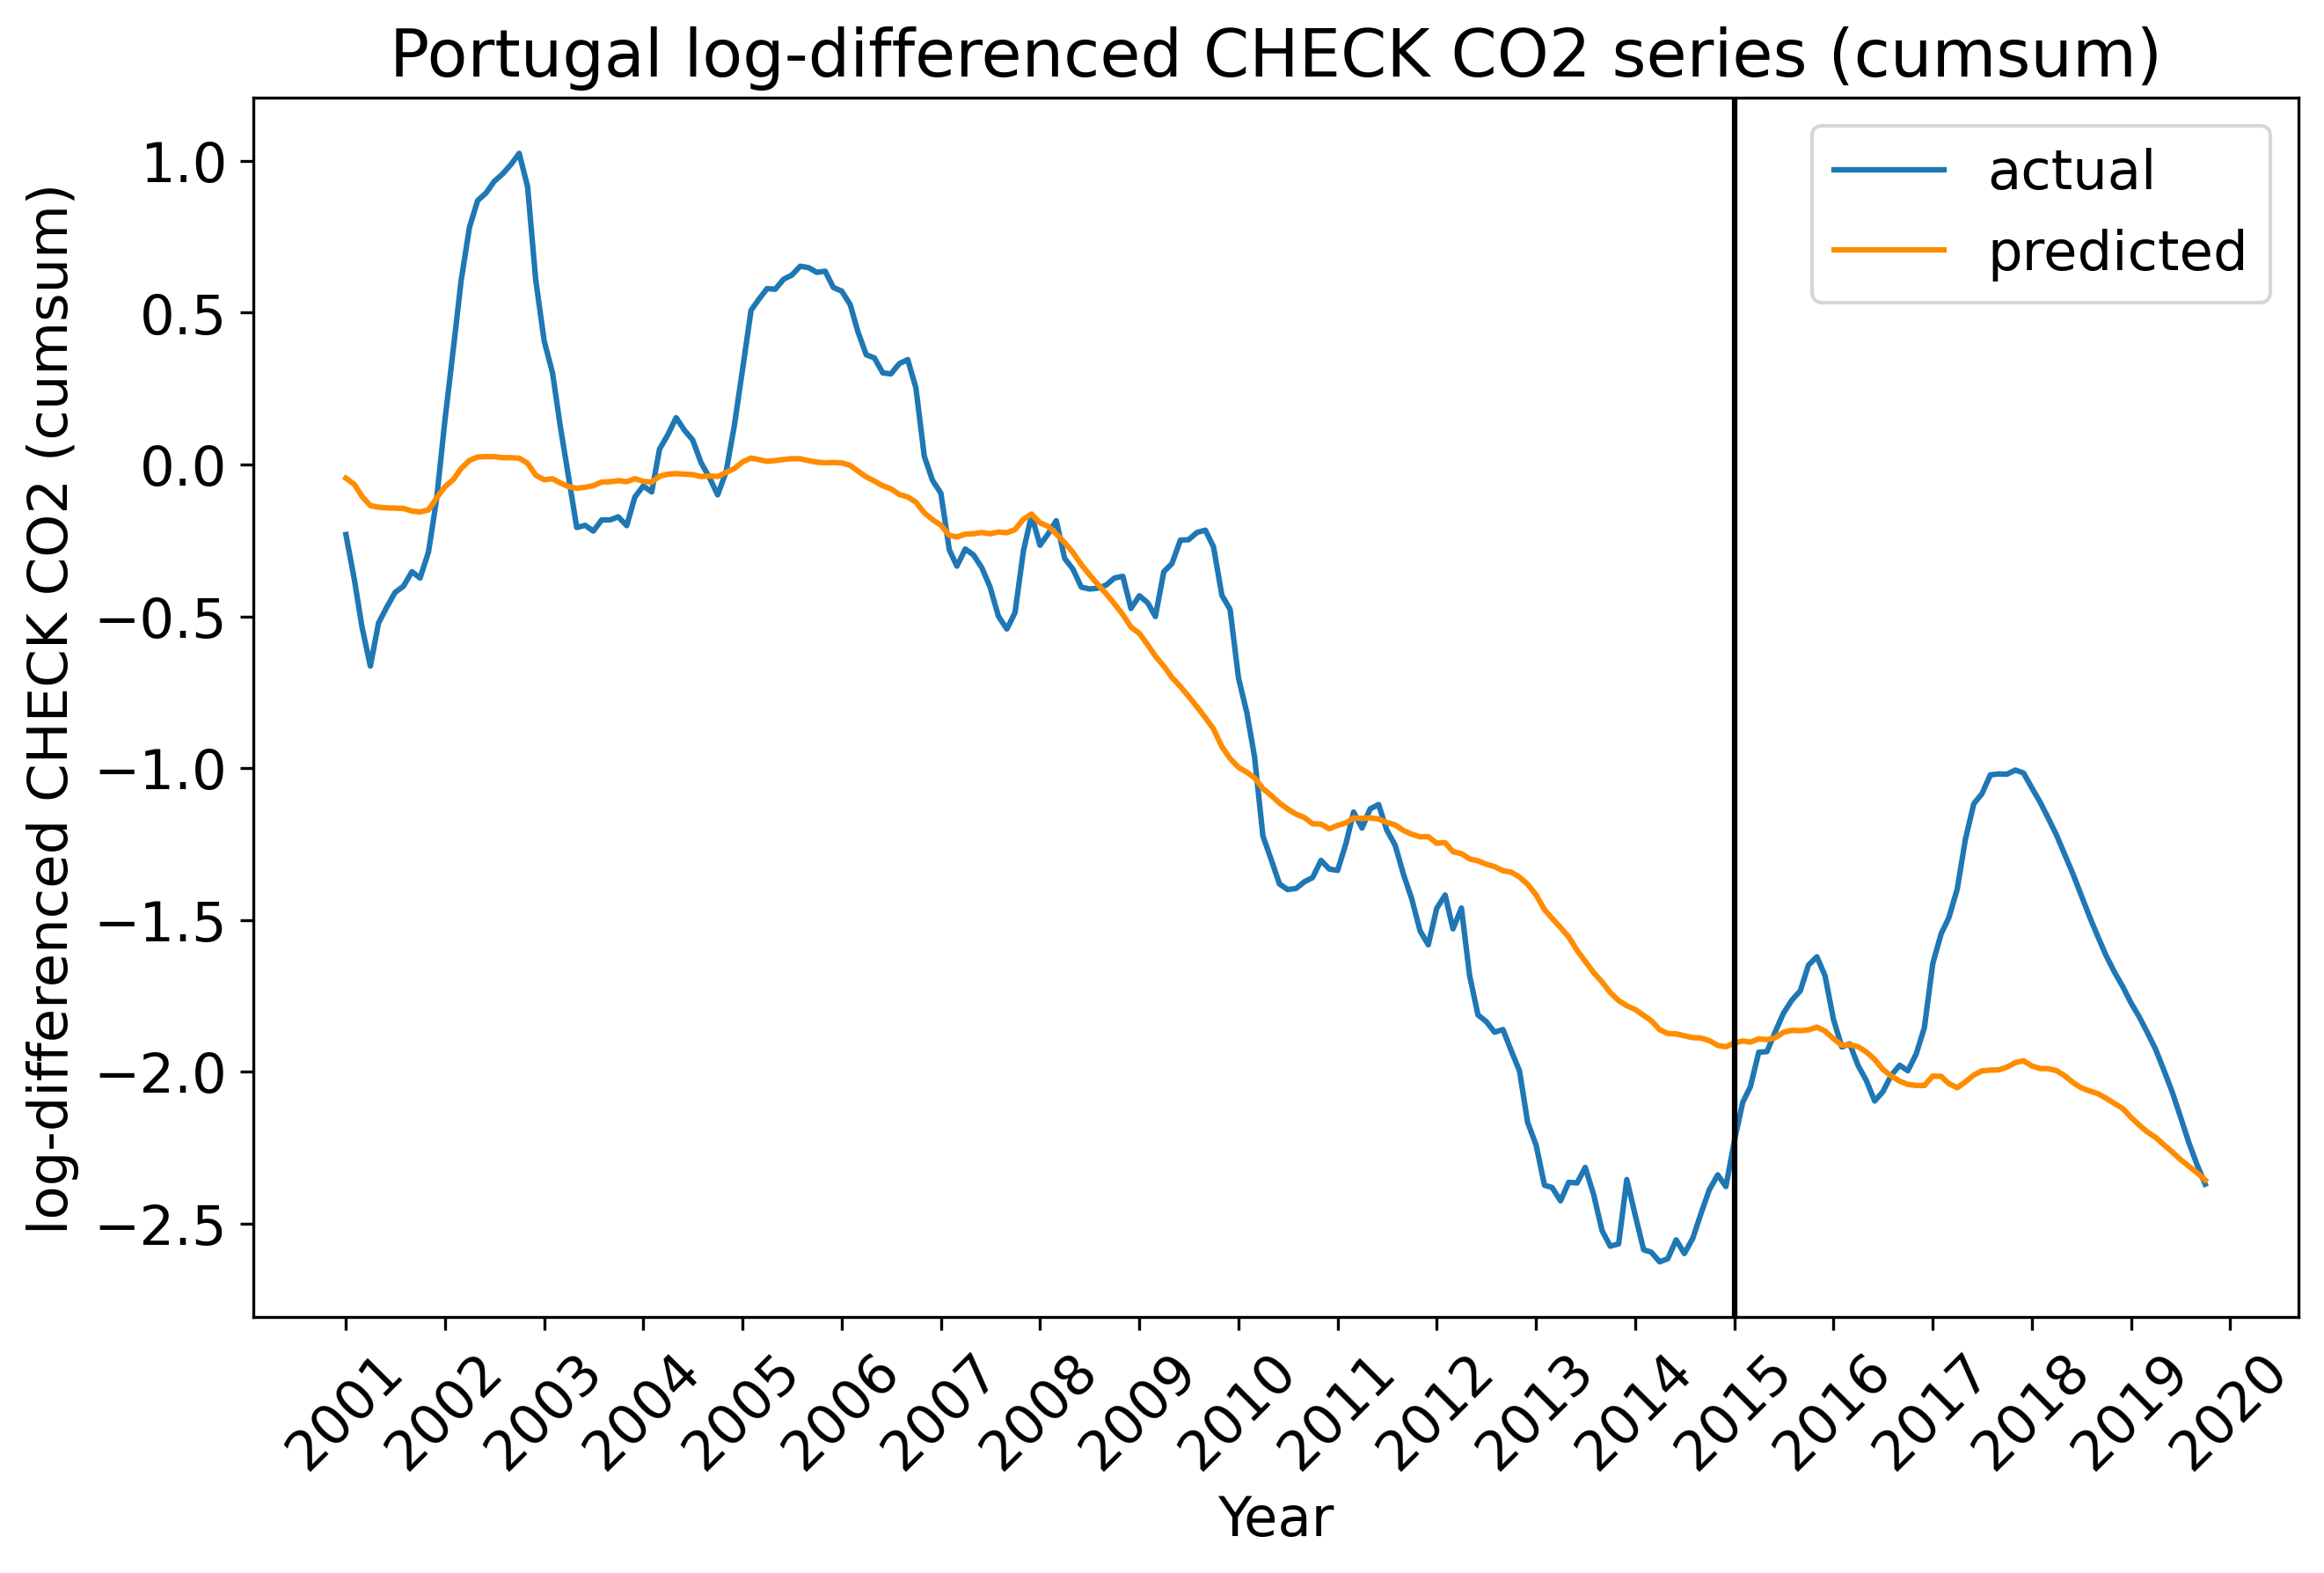 Portugal log-differenced CHECK CO2 series (cumsum)
log-differenced CHECK CO2 (cumsum)
1.0
0.5
0.0
−0.5
−1.0
−1.5
−2.0
−2.5
actual
predicted
2001 2002 2003 2004 2005 2006 2007 2008 2009 2010 2011 2012 2013 2014 2015 2016 2017 2018 2019 2020
Year